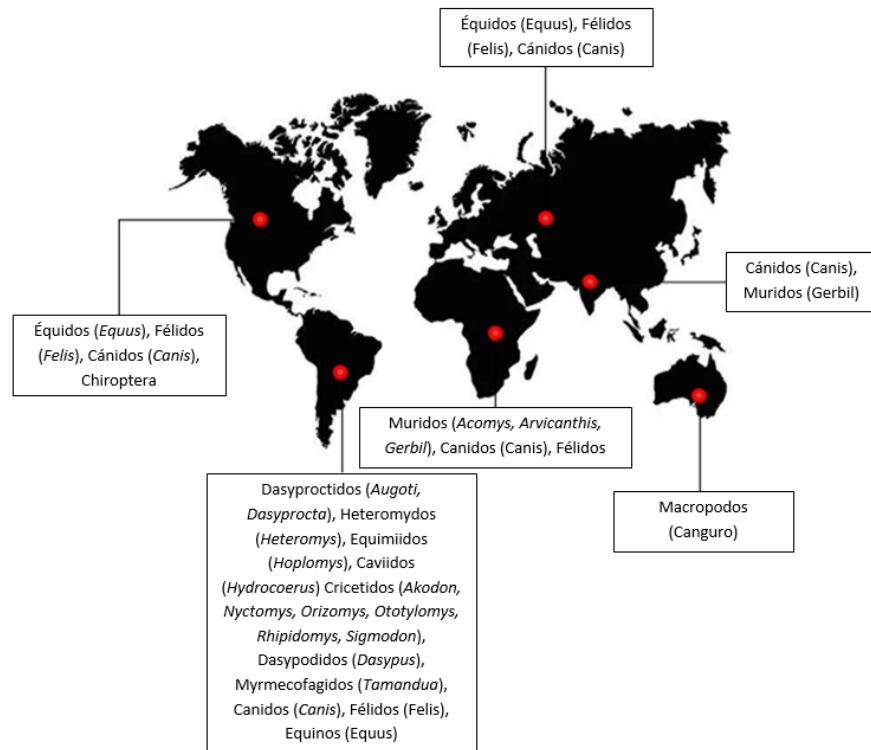 Équidos (Equus), Félidos
(Felis), Cánidos (Canis)
Cánidos (Canis),
Muridos (Gerbil)
Équidos (Equus), Félidos
(Felis), Cánidos (Canis),
Chiroptera
Muridos (Acomys, Arvicanthis,
Gerbil), Canidos (Canis), Félidos
Dasyproctidos (Augoti,
Dasyprocta), Heteromydos
(Heteromys), Equimiidos
(Hoplomys), Caviidos
(Hydrocoerus) Cricetidos (Akodon,
Nyctomys, Orizomys, Ototylomys,
Rhipidomys, Sigmodon),
Dasypodidos (Dasypus),
Myrmecofagidos (Tamandua),
Canidos (Canis), Félidos (Felis),
Equinos (Equus)
Macropodos
(Canguro)